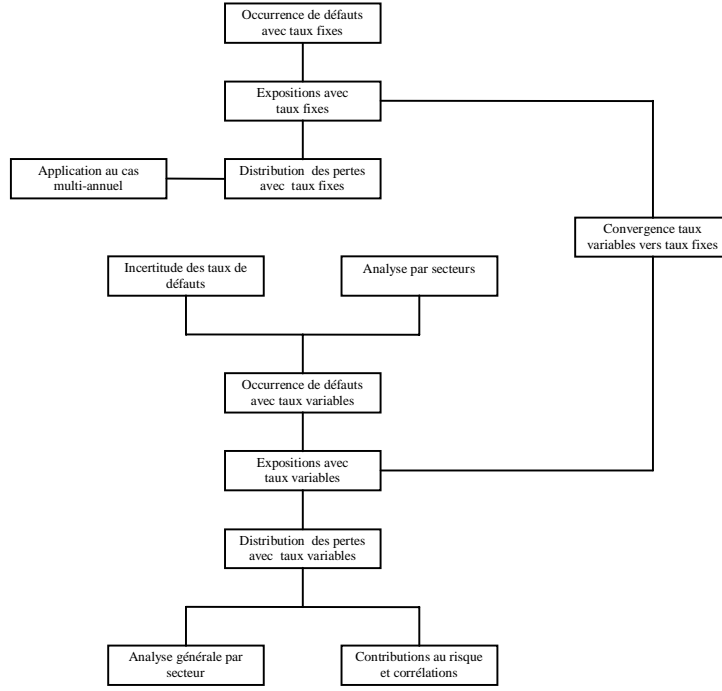 Occurrence de défauts
avec taux fixes
Expositions avec
taux fixes
Application au cas
multi-annuel
Distribution des pertes
avec taux fixes
Convergence taux
variables vers taux fixes
Incertitude des taux de
défauts
Analyse par secteurs
Occurrence de défauts
avec taux variables
Expositions avec
taux variables
Distribution des pertes
avec taux variables
Analyse générale par
secteur
Contributions au risque
et corrélations